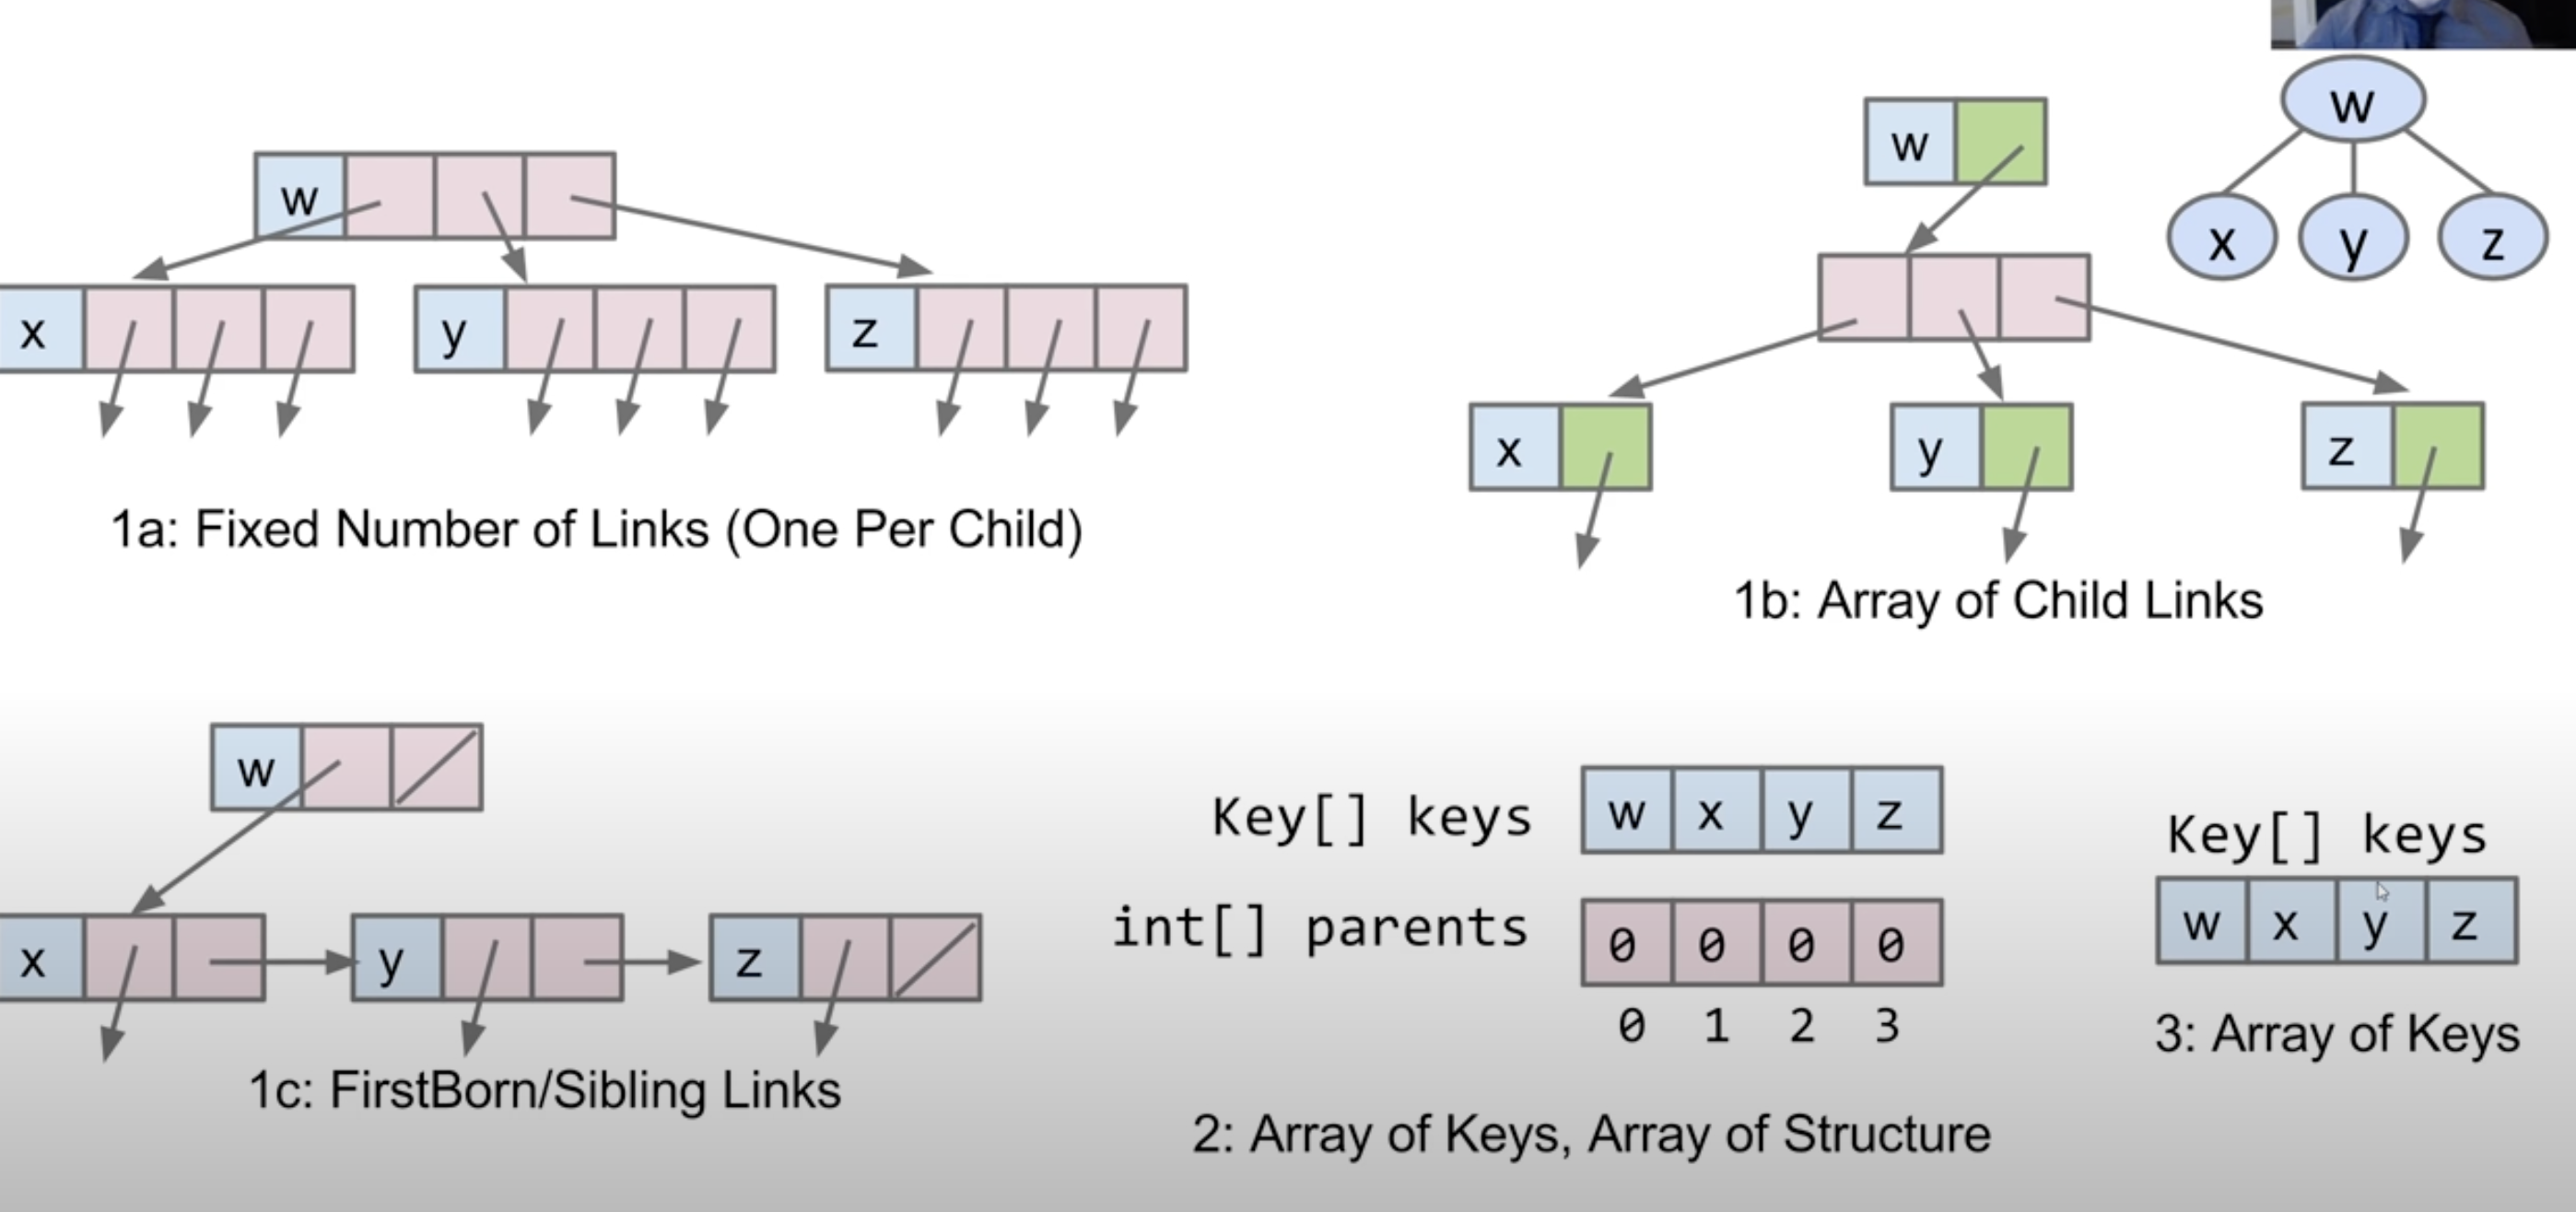 w
x y z
1a: Fixed Number of Links (One Per Child)
w
x y z
1b: Array of Child Links
w
x y z
w
x y z
1c: FirstBorn/Sibling Links
Key[] keys w x y z
int[] parents 0 0 0 0
0 1 2 3
2: Array of Keys, Array of Structure
Key[] keys
w x y z
3: Array of Keys